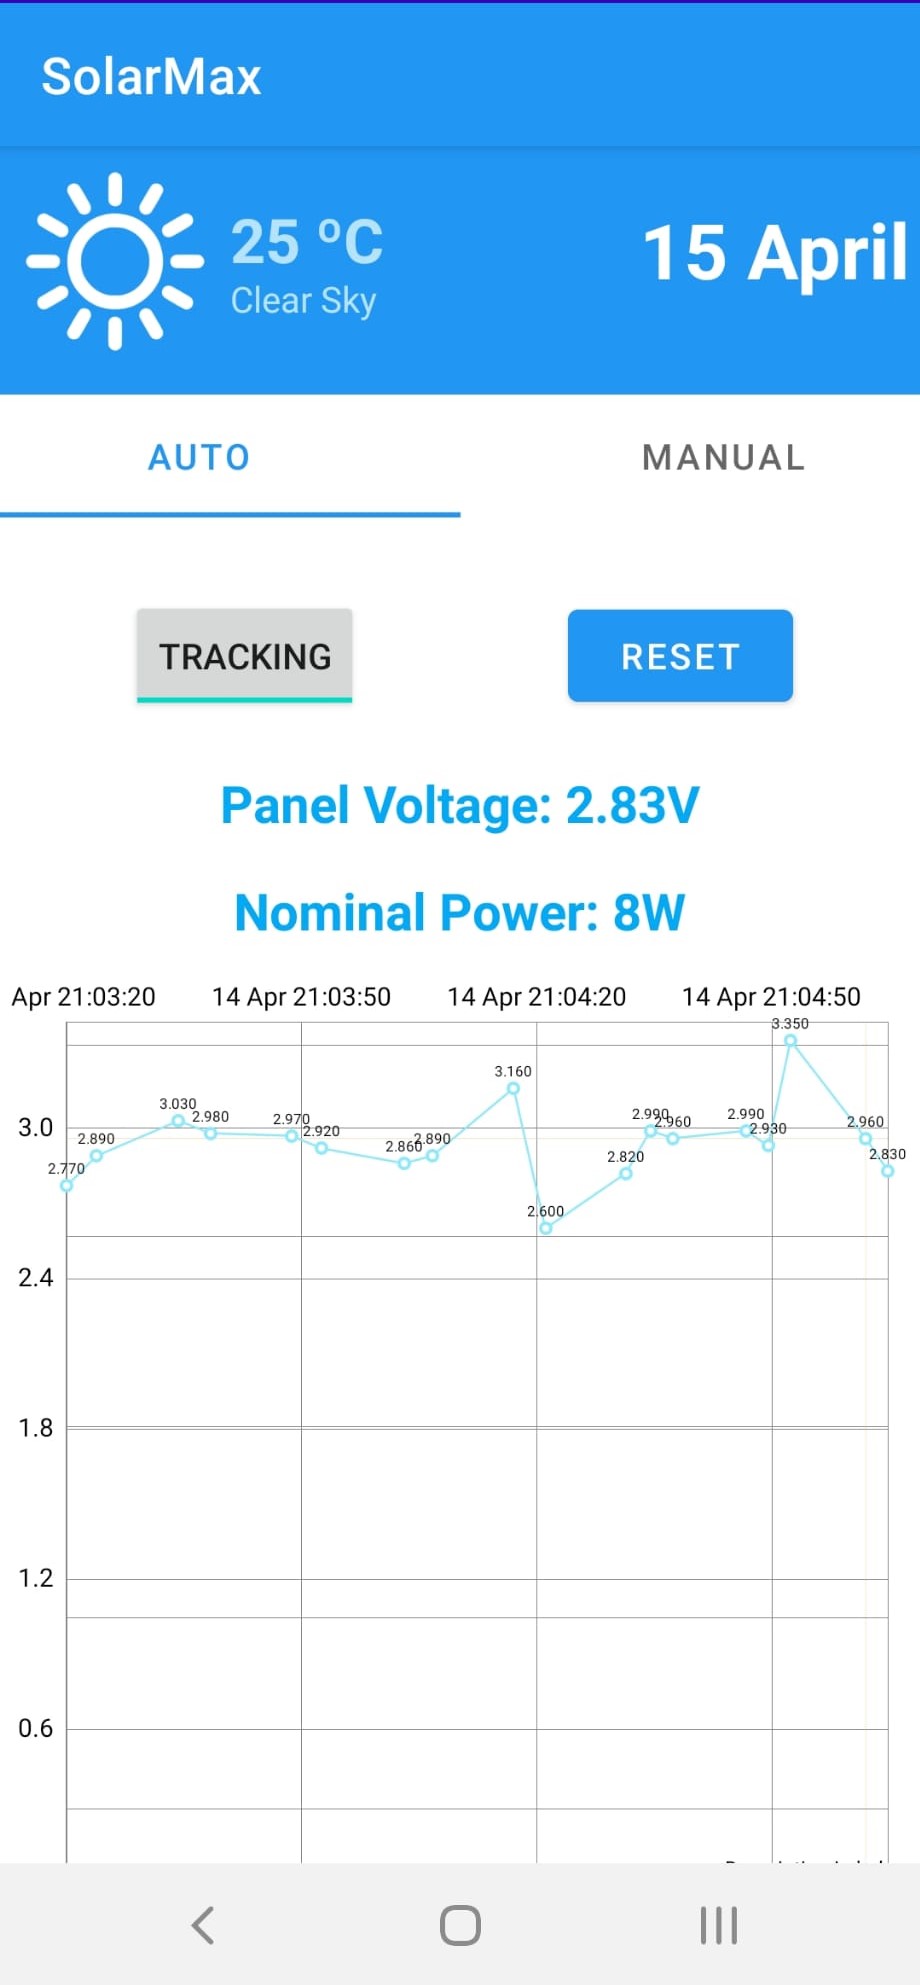 SolarMax
25 ºC
Clear Sky
15 April
AUTO
MANUAL
TRACKING
RESET
Panel Voltage: 2.83V
Nominal Power: 8W
Apr 21:03:20
14 Apr 21:03:50
14 Apr 21:04:20
14 Apr 21:04:50
3.0
2.4
1.8
1.2
0.6
2.770
2.890
3.030
2.980
2.970
2.920
2.860
2.890
3.160
2.600
2.820
2.990
2.960
2.990
2.930
3.350
2.960
2.830